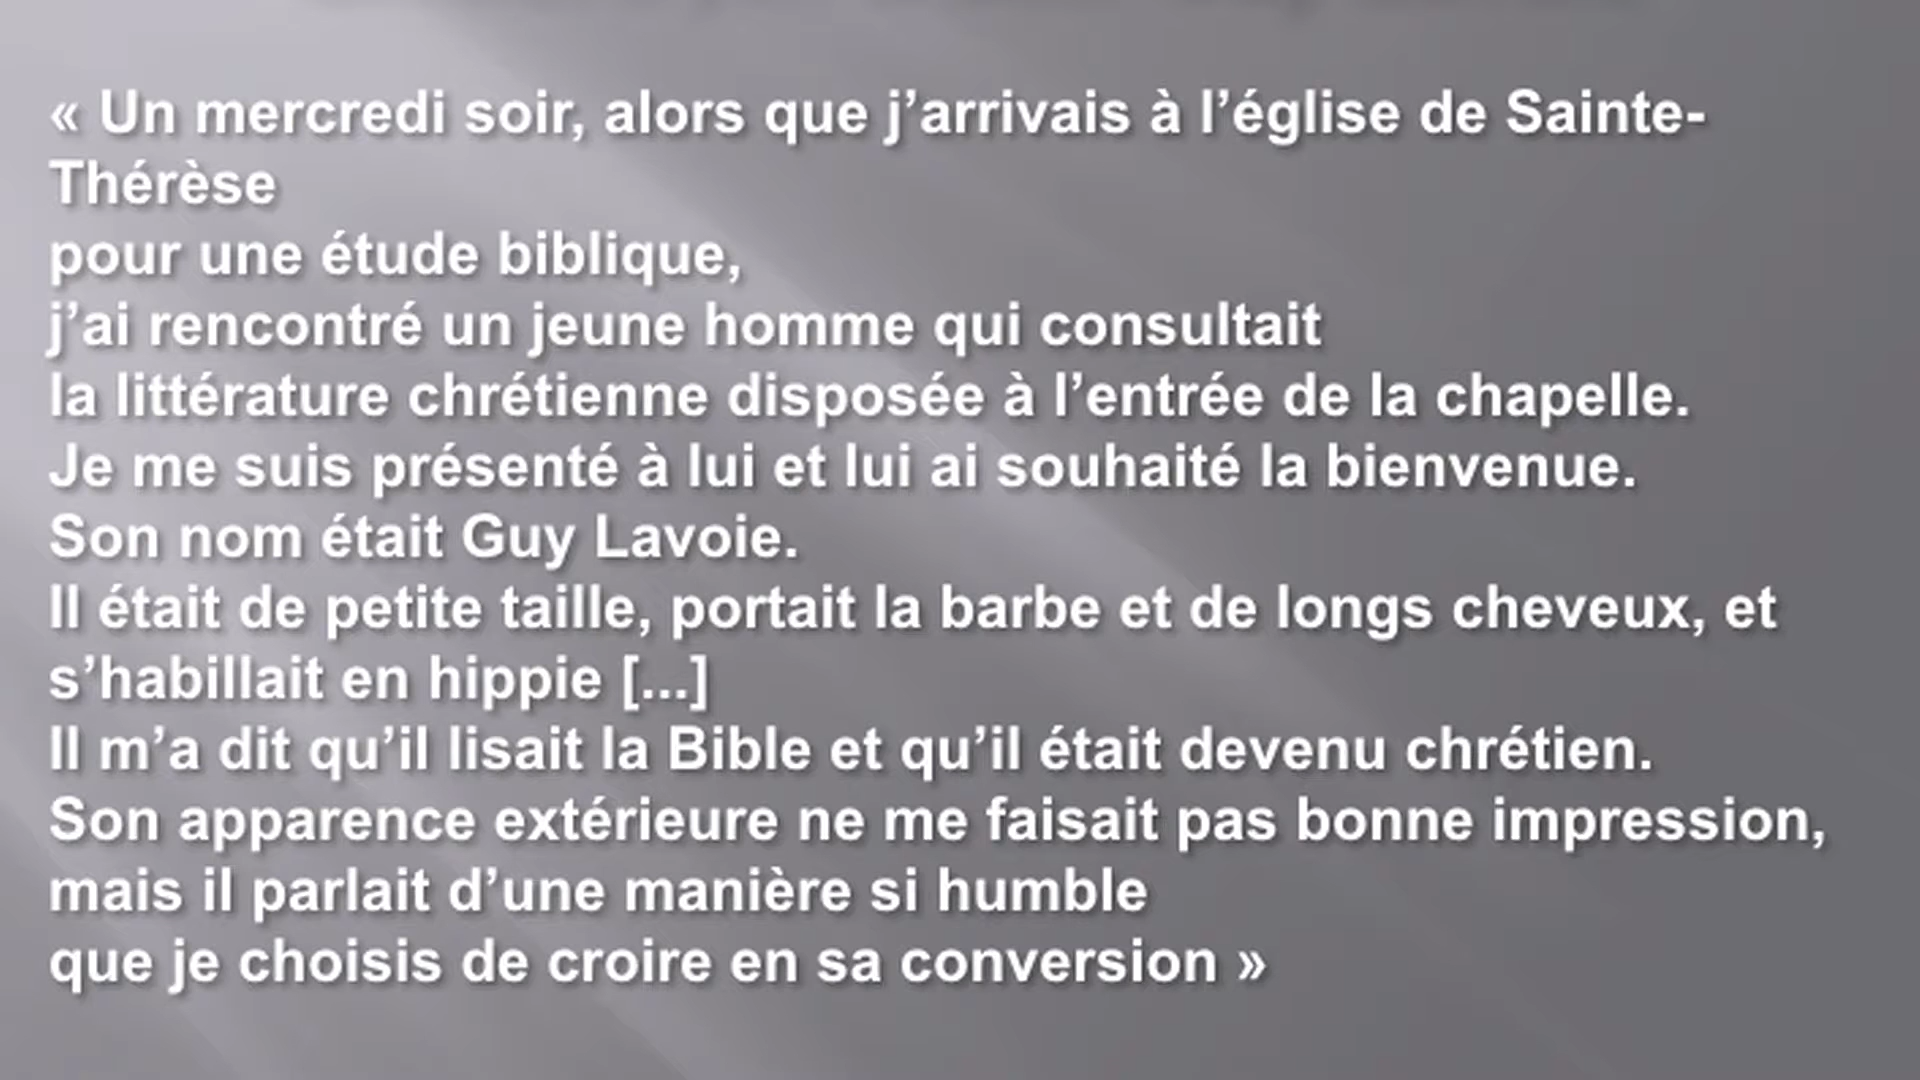 « Un mercredi soir, alors que j’arrivais à l’église de Sainte-
Thérèse
pour une étude biblique,
j’ai rencontré un jeune homme qui consultait
la littérature chrétienne disposée à l’entrée de la chapelle.
Je me suis présenté à lui et lui ai souhaité la bienvenue.
Son nom était Guy Lavoie.
Il était de petite taille, portait la barbe et de longs cheveux, et
s’habillait en hippie [...]
Il m’a dit qu’il lisait la Bible et qu’il était devenu chrétien.
Son apparence extérieure ne me faisait pas bonne impression,
mais il parlait d’une manière si humble
que je choisis de croire en sa conversion »